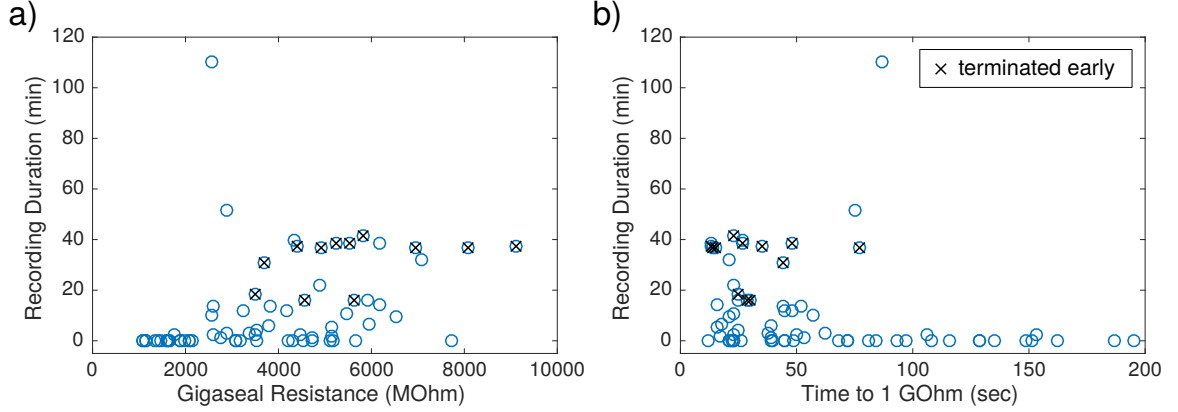 a)
120
100
80
60
40
20
0
Recording Duration (min)
0 2000 4000 6000 8000 10000
Gigaseal Resistance (MOhm)
b)
120
100
80
60
40
20
0
Recording Duration (min)
× terminated early
0 50 100 150 200
Time to 1 GOhm (sec)